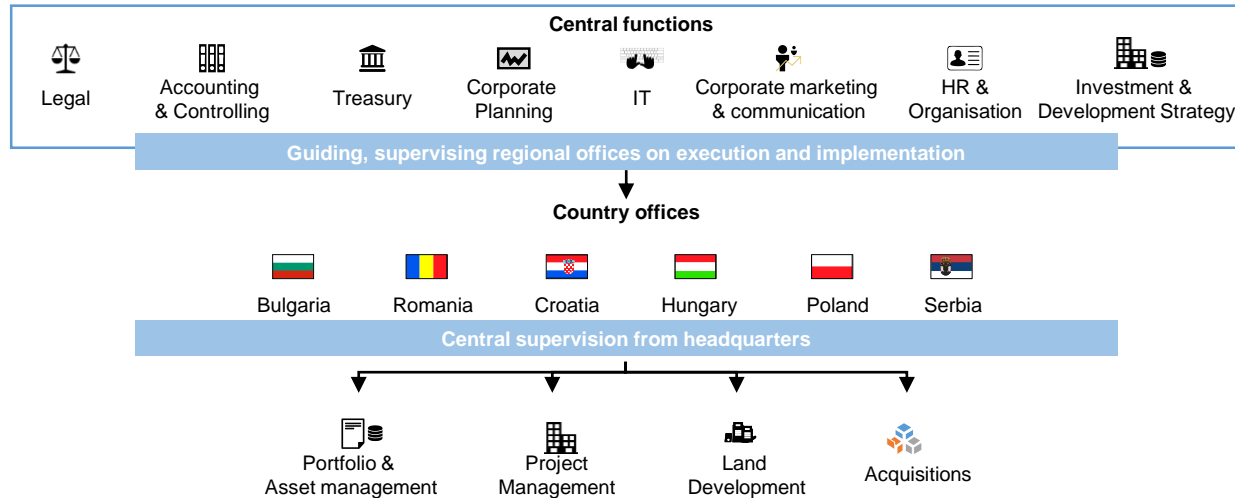 Central functions
Legal
Accounting
& Controlling
Treasury
Corporate
Planning
IT
Corporate marketing
& communication
HR &
Organisation
Investment &
Development Strategy
Guiding, supervising regional offices on execution and implementation
Country offices
Bulgaria
Romania
Croatia
Hungary
Poland
Serbia
Central supervision from headquarters
Portfolio &
Asset management
Project
Management
Land
Development
Acquisitions